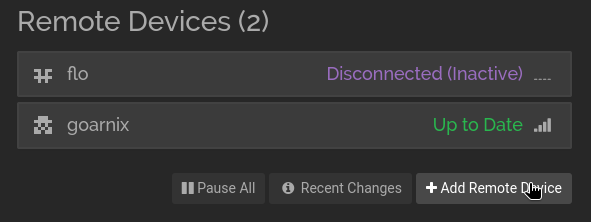 Remote Devices (2)
flo Disconnected (Inactive)
goarnix Up to Date
Pause All Recent Changes Add Remote Device